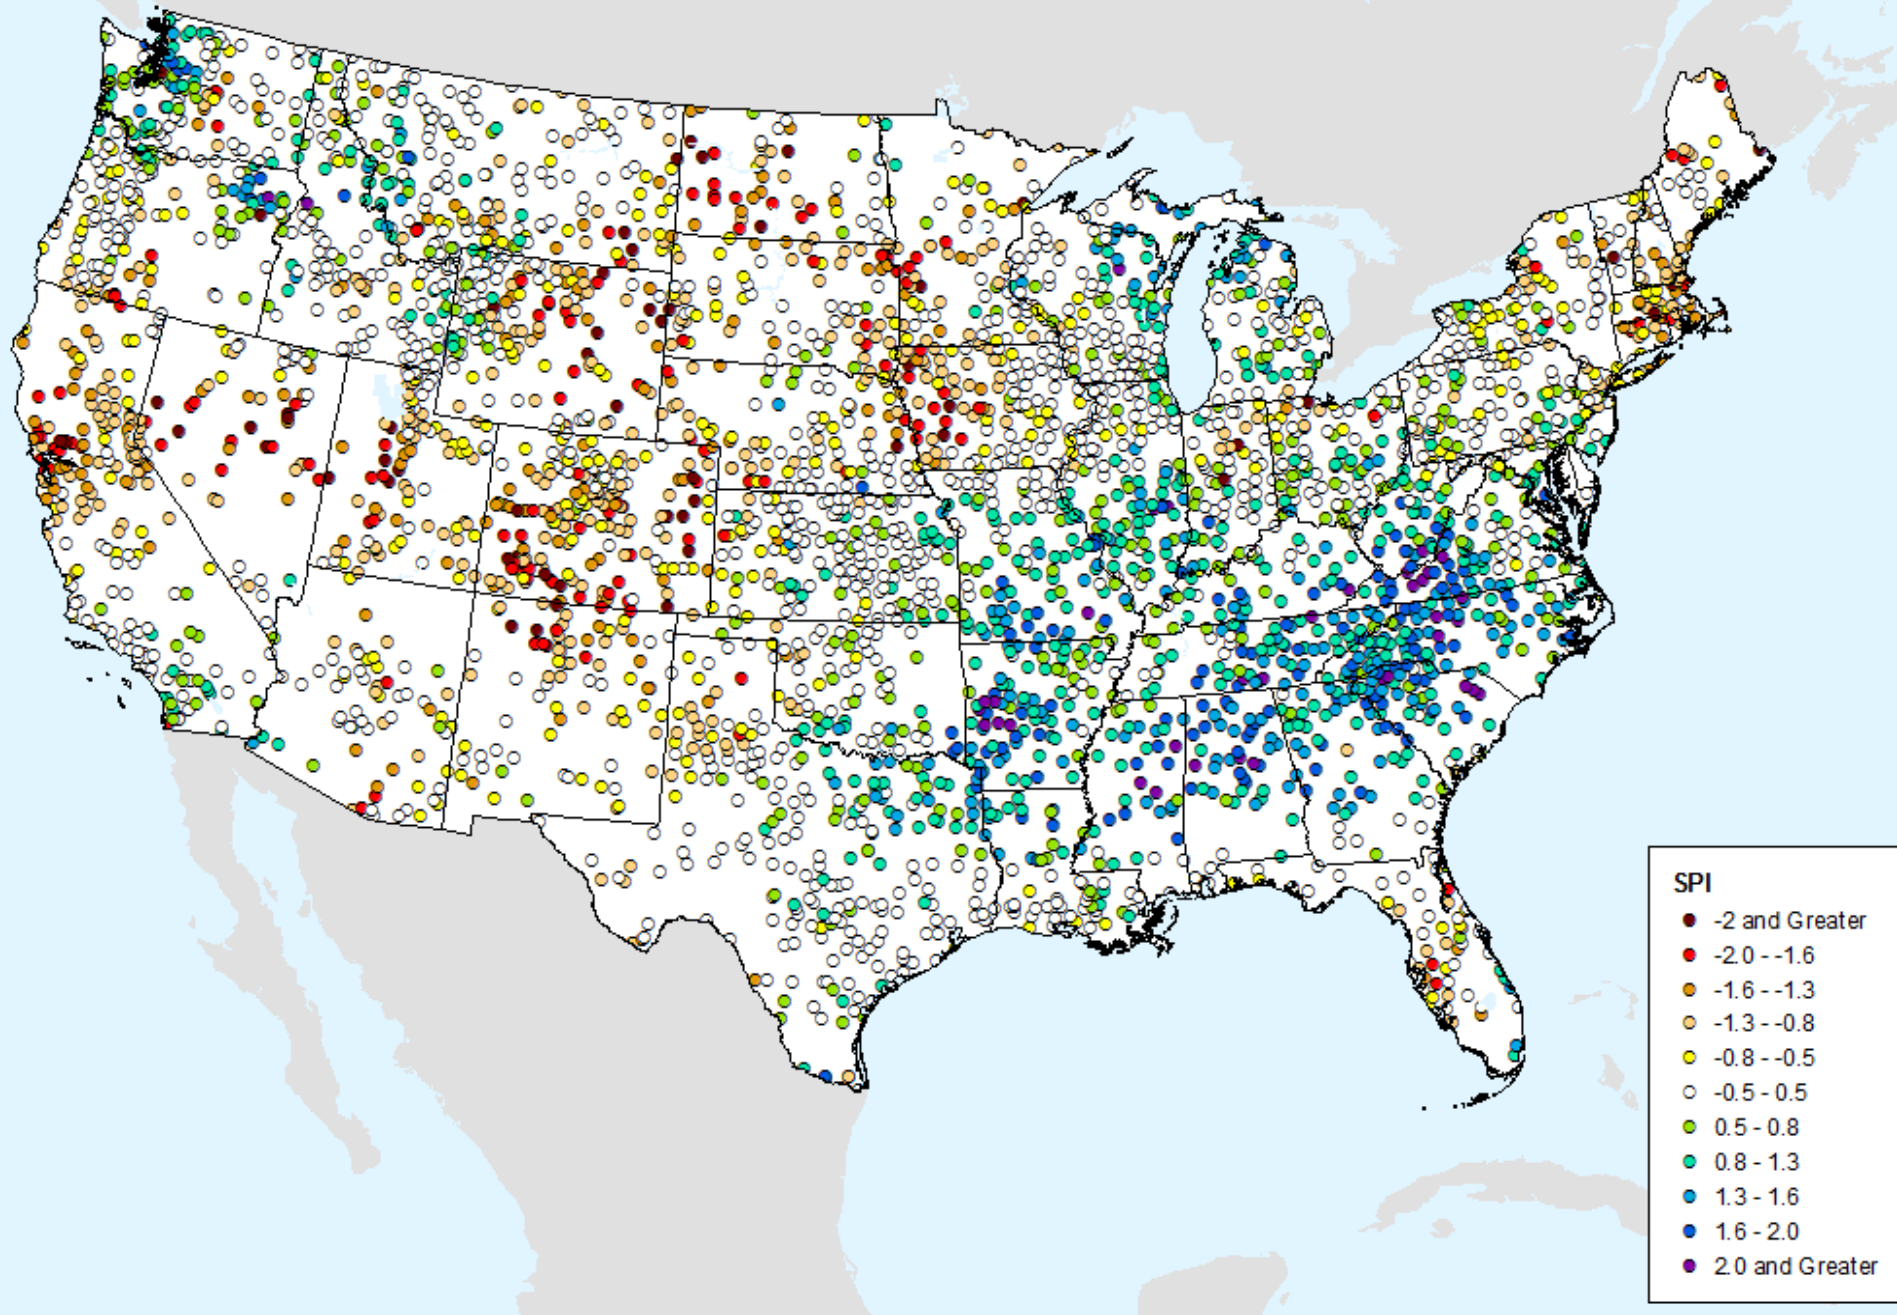 SPI
-2 and Greater
-2.0 - -1.6
-1.6 - -1.3
-1.3 - -0.8
-0.8 - -0.5
-0.5 - 0.5
0.5 - 0.8
0.8 - 1.3
1.3 - 1.6
1.6 - 2.0
2.0 and Greater